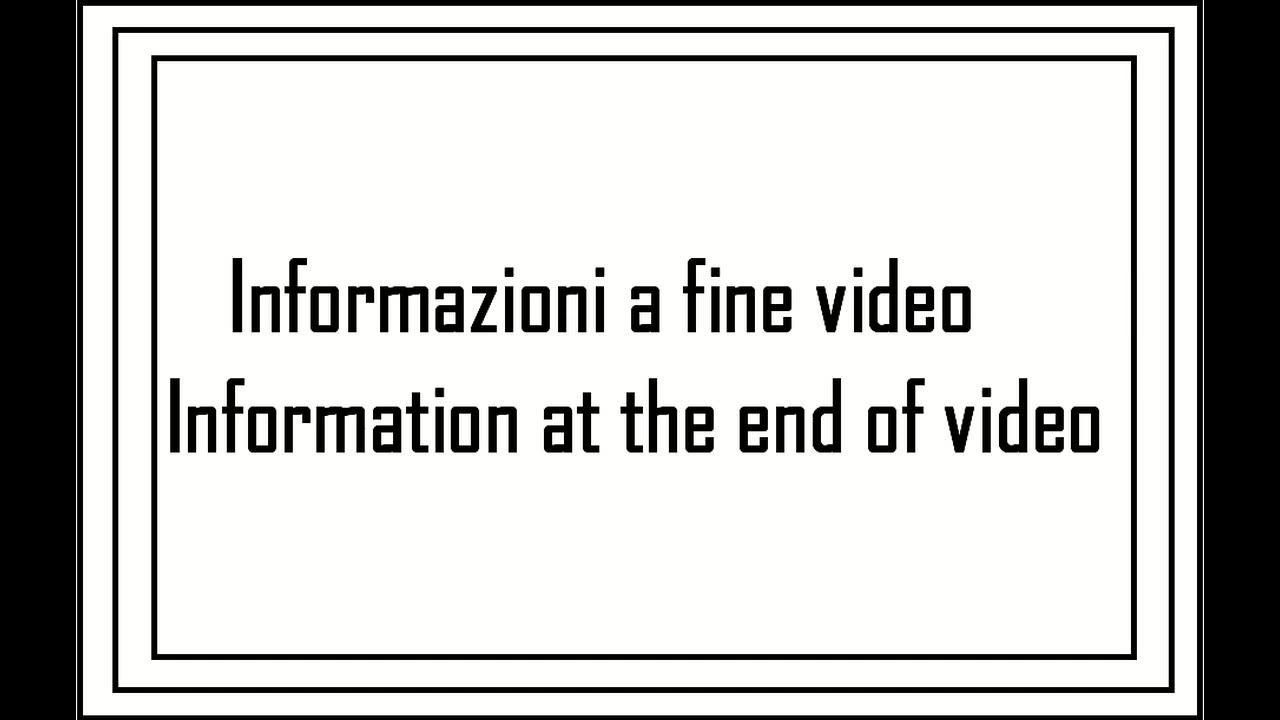 Informazioni a fine video
Information at the end of video